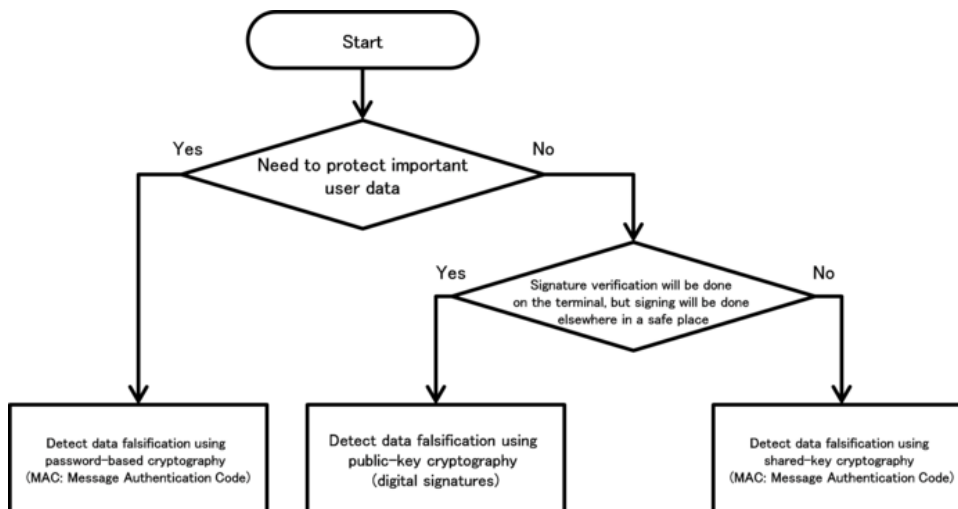 Start
Yes
No
Need to protect important
user data
Yes
No
Signature verification will be done
on the terminal, but signing will be done
elsewhere in a safe place
Detect data falsification using
password-based cryptography
(MAC: Message Authentication Code)
Detect data falsification using
public-key cryptography
(digital signatures)
Detect data falsification using
shared-key cryptography
(MAC: Message Authentication Code)